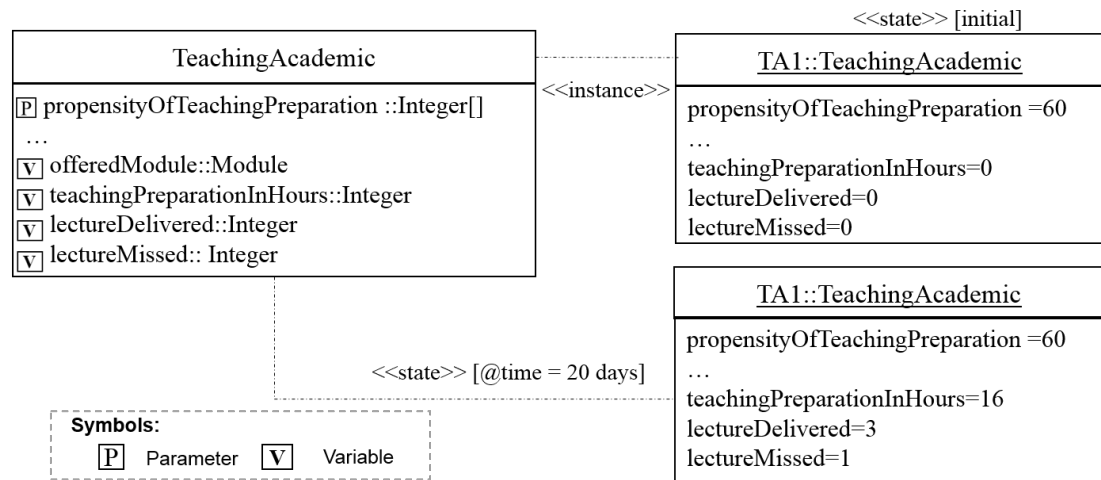 TeachingAcademic
P propensityOfTeachingPreparation ::Integer[]
…
V offeredModule::Module
V teachingPreparationInHours::Integer
V lectureDelivered::Integer
V lectureMissed:: Integer
<<instance>>
<<state>> [initial]
TA1::TeachingAcademic
propensityOfTeachingPreparation =60
…
teachingPreparationInHours=0
lectureDelivered=0
lectureMissed=0
<<state>> [@time = 20 days]
TA1::TeachingAcademic
propensityOfTeachingPreparation =60
…
teachingPreparationInHours=16
lectureDelivered=3
lectureMissed=1
Symbols:
P Parameter V Variable